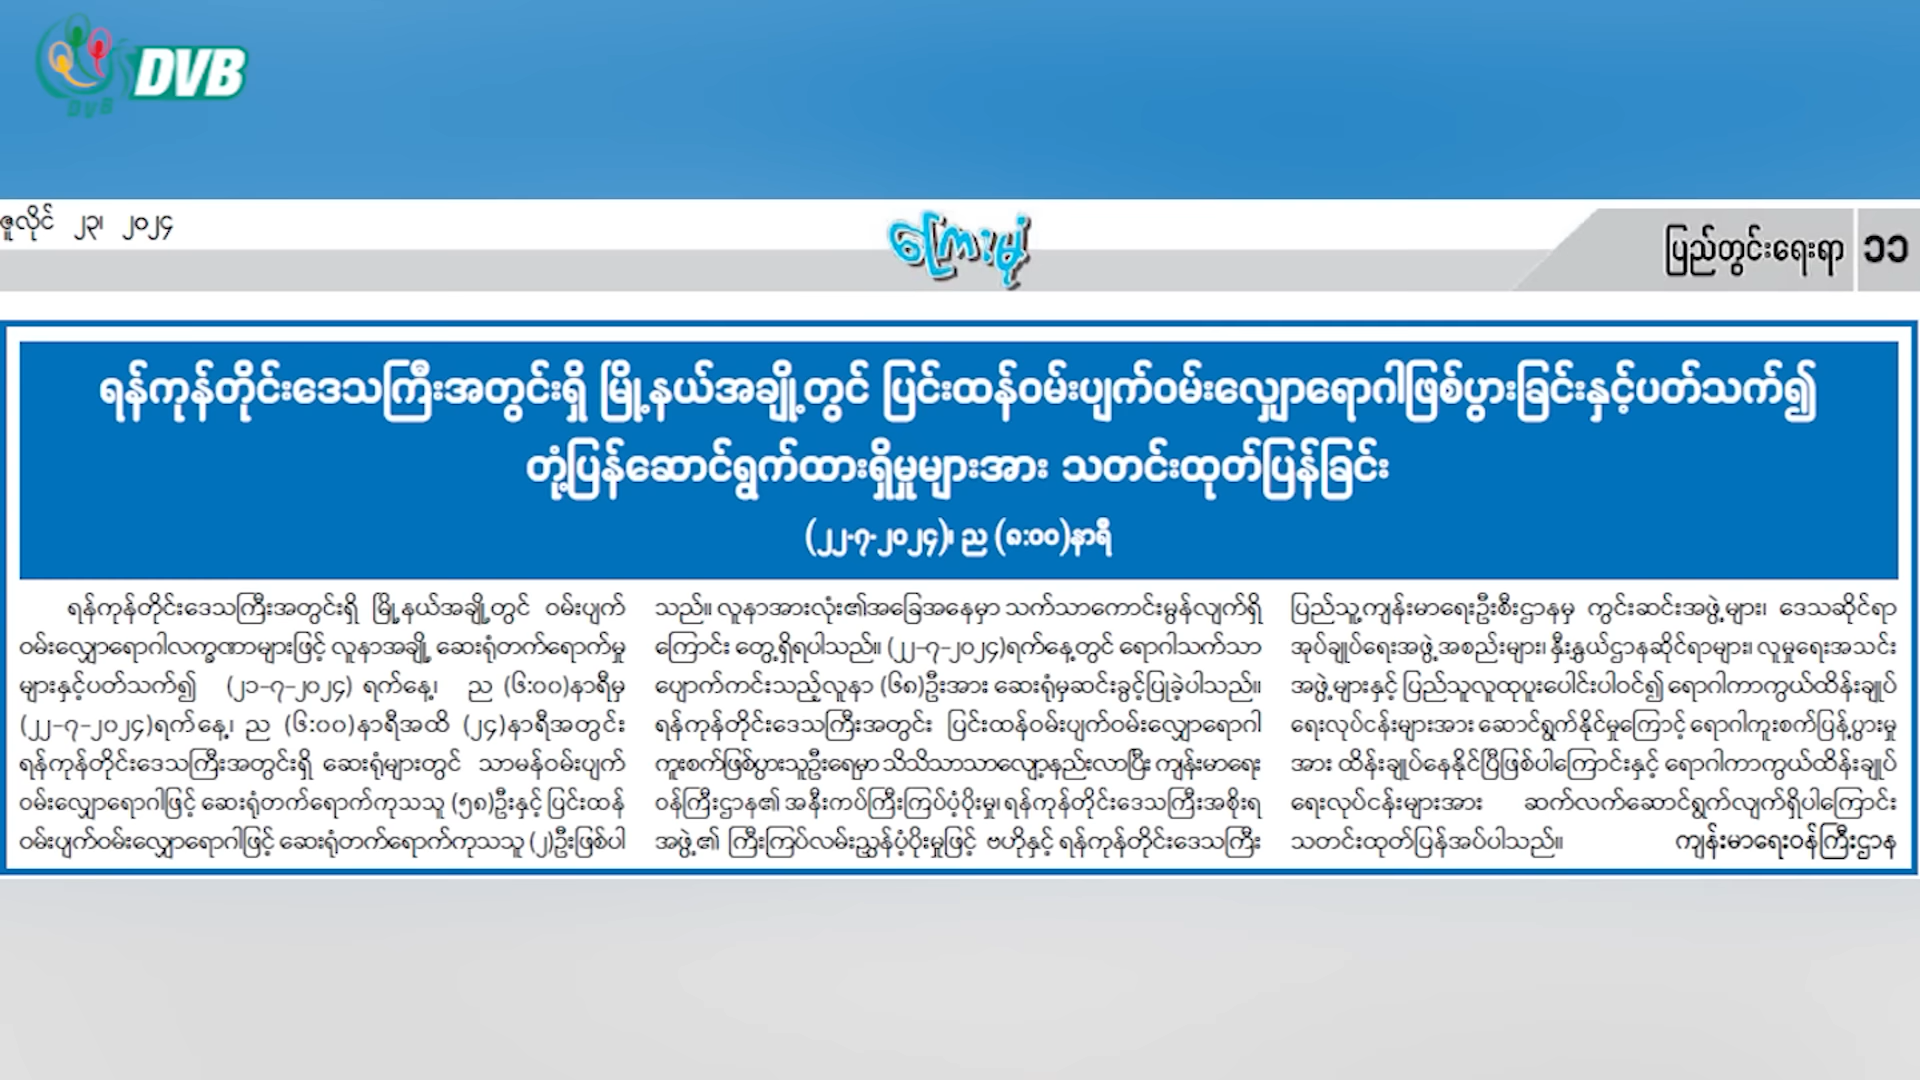 DVB
DVB
ဇူလိုင် ၂၃၊ ၂၀၂၄
ကြေးမုံ
ပြည်တွင်းရေးရာ ၁၁
ရန်ကုန်တိုင်းဒေသကြီးအတွင်းရှိ မြို့နယ်အချို့တွင် ပြင်းထန်ဝမ်းပျက်ဝမ်းလျှောရောဂါဖြစ်ပွားခြင်းနှင့်ပတ်သက်၍
တုံ့ပြန်ဆောင်ရွက်ထားရှိမှုများအား သတင်းထုတ်ပြန်ခြင်း
(၂၂-၇-၂၀၂၄)၊ ည (၈:၀၀)နာရီ
ရန်ကုန်တိုင်းဒေသကြီးအတွင်းရှိ မြို့နယ်အချို့တွင် ဝမ်းပျက်
ဝမ်းလျှောရောဂါလက္ခဏာများဖြင့် လူနာအချို့ ဆေးရုံတက်ရောက်မှု
များနှင့်ပတ်သက်၍ (၂၁-၇-၂၀၂၄) ရက်နေ့၊ ည (၆:၀၀)နာရီမှ
(၂၂-၇-၂၀၂၄)ရက်နေ့၊ ည (၆:၀၀)နာရီအထိ (၂၄)နာရီအတွင်း
ရန်ကုန်တိုင်းဒေသကြီးအတွင်းရှိ ဆေးရုံများတွင် သာမန်ဝမ်းပျက်
ဝမ်းလျှောရောဂါဖြင့် ဆေးရုံတက်ရောက်ကုသသူ (၅၈)ဦးနှင့် ပြင်းထန်
ဝမ်းပျက်ဝမ်းလျှောရောဂါဖြင့် ဆေးရုံတက်ရောက်ကုသသူ (၂)ဦးဖြစ်ပါ
သည်။ လူနာအားလုံး၏အခြေအနေမှာ သက်သာကောင်းမွန်လျက်ရှိ
ကြောင်း တွေ့ရှိရပါသည်။ (၂၂-၇-၂၀၂၄)ရက်နေ့တွင် ရောဂါသက်သာ
ပျောက်ကင်းသည့်လူနာ (၆၈)ဦးအား ဆေးရုံမှဆင်းခွင့်ပြုခဲ့ပါသည်။
ရန်ကုန်တိုင်းဒေသကြီးအတွင်း ပြင်းထန်ဝမ်းပျက်ဝမ်းလျှောရောဂါ
ကူးစက်ဖြစ်ပွားသူဦးရေမှာ သိသိသာသာလျော့နည်းလာပြီး ကျန်းမာရေး
ဝန်ကြီးဌာန၏ အနီးကပ်ကြီးကြပ်ပံ့ပိုးမှု၊ ရန်ကုန်တိုင်းဒေသကြီးအစိုးရ
အဖွဲ့၏ ကြီးကြပ်လမ်းညွှန်ပံ့ပိုးမှုဖြင့် ဗဟိုနှင့် ရန်ကုန်တိုင်းဒေသကြီး
ပြည်သူ့ကျန်းမာရေးဦးစီးဌာနမှ ကွင်းဆင်းအဖွဲ့များ၊ ဒေသဆိုင်ရာ
အုပ်ချုပ်ရေးအဖွဲ့အစည်းများ၊ နှီးနွှယ်ဌာနဆိုင်ရာများ၊ လူမှုရေးအသင်း
အဖွဲ့များနှင့် ပြည်သူလူထုပူးပေါင်းပါဝင်၍ ရောဂါကာကွယ်ထိန်းချုပ်
ရေးလုပ်ငန်းများအား ဆောင်ရွက်နိုင်မှုကြောင့် ရောဂါကူးစက်ပြန့်ပွားမှု
အား ထိန်းချုပ်နေနိုင်ပြီဖြစ်ပါကြောင်းနှင့် ရောဂါကာကွယ်ထိန်းချုပ်
ရေးလုပ်ငန်းများအား ဆက်လက်ဆောင်ရွက်လျက်ရှိပါကြောင်း
သတင်းထုတ်ပြန်အပ်ပါသည်။ ကျန်းမာရေးဝန်ကြီးဌာန